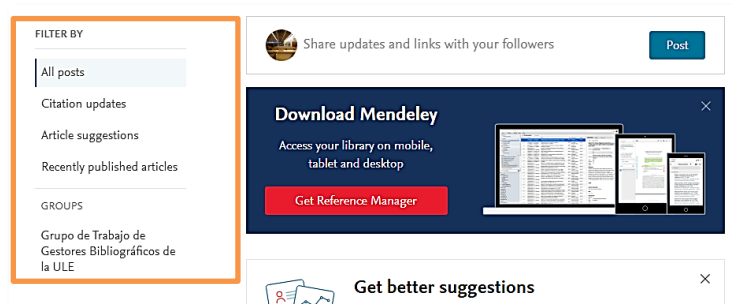 FILTER BY
All posts
Citation updates
Article suggestions
Recently published articles
GROUPS
Grupo de Trabajo de
Gestores Bibliográficos de
la ULE
Share updates and links with your followers
Post
Download Mendeley
Access your library on mobile,
tablet and desktop
Get Reference Manager
Get better suggestions